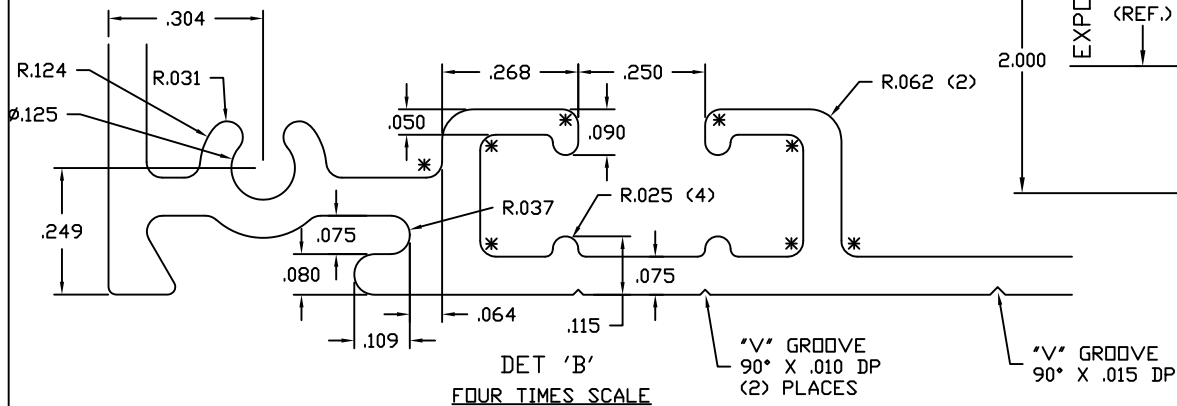 .304
EXPO
(REF.)
2.000
R.124
R.031
.268
.250
R.062 (2)
Ø.125
.050
.090
*
*
*
*
*
.249
R.037
R.025 (4)
.075
*
*
*
.080
.075
.064
.115
.109
"V" GROOVE
90° X .010 DP
(2) PLACES
"V" GROOVE
90° X .015 DP
DET 'B'
FOUR TIMES SCALE